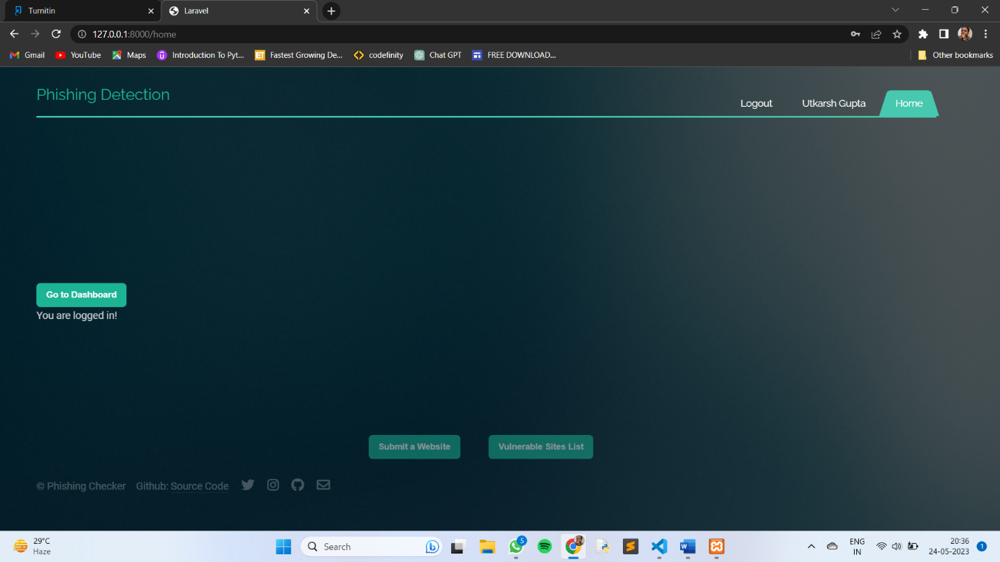 Turnitin
Laravel
127.0.0.1:8000/home
Gmail YouTube Maps Introduction To Pyt... Fastest Growing De... codefinity Chat GPT FREE DOWNLOAD... Other bookmarks
Phishing Detection
Logout Utkarsh Gupta Home
Go to Dashboard
You are logged in!
Submit a Website Vulnerable Sites List
© Phishing Checker Github: Source Code
29°C
Haze
Search
5
ENG
IN
20:36
24-05-2023
1